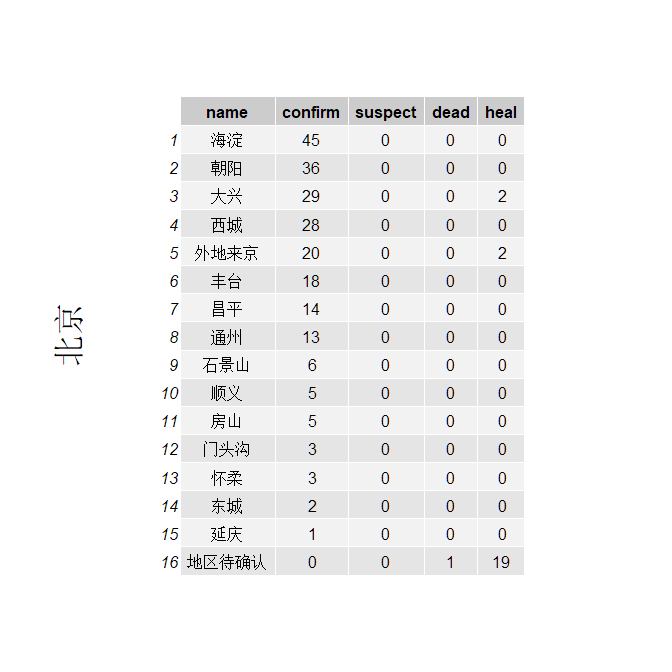 北京
name confirm suspect dead heal
1 海淀 45 0 0 0
2 朝阳 36 0 0 0
3 大兴 29 0 0 2
4 西城 28 0 0 0
5 外地来京 20 0 0 2
6 丰台 18 0 0 0
7 昌平 14 0 0 0
8 通州 13 0 0 0
9 石景山 6 0 0 0
10 顺义 5 0 0 0
11 房山 5 0 0 0
12 门头沟 3 0 0 0
13 怀柔 3 0 0 0
14 东城 2 0 0 0
15 延庆 1 0 0 0
16 地区待确认 0 0 1 19